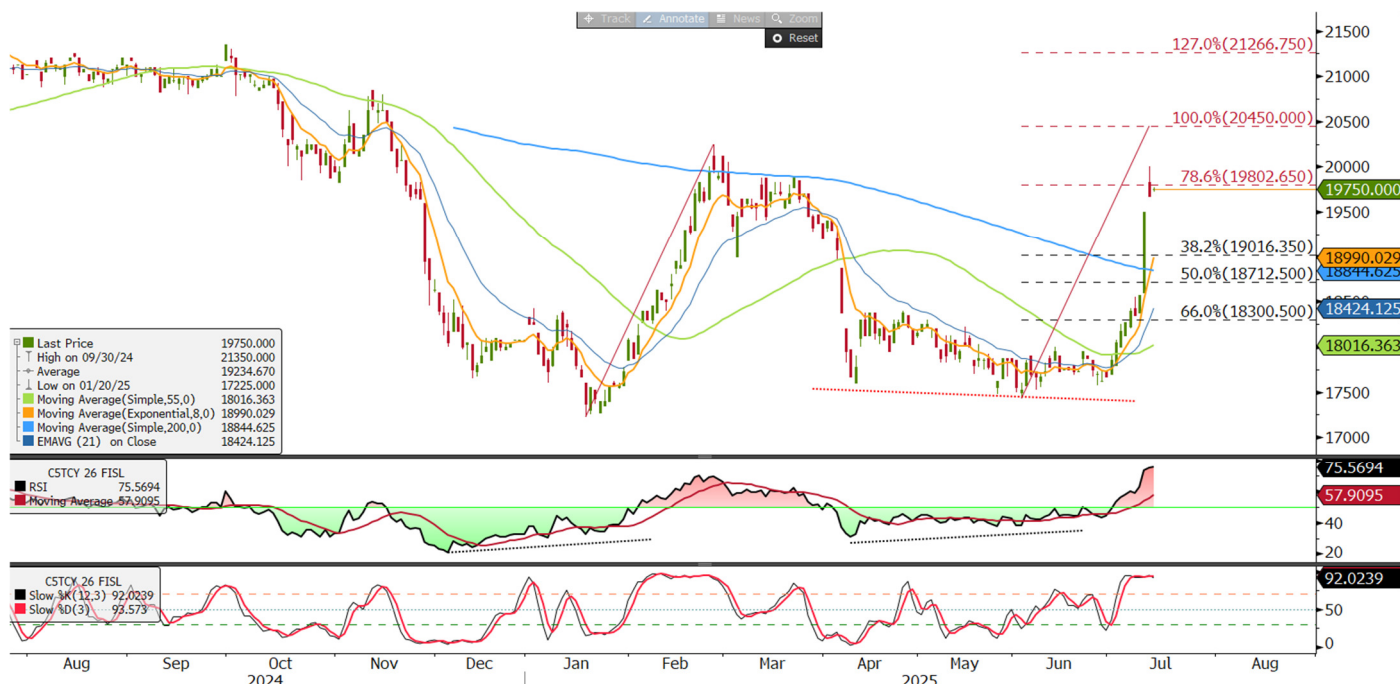 Track Annotate News Zoom
Reset
21500
127.0%(21266.750)
21000
100.0%(20450.000)
20500
20000
78.6%(19802.650)
19750.000
19500
38.2%(19016.350)
18990.029
18844.625
50.0%(18712.500)
18424.125
66.0%(18300.500)
18016.363
17500
17000
Last Price 19750.000
High on 09/30/24 21350.000
Average 19234.670
Low on 01/20/25 17225.000
Moving Average(Simple,55,0) 18016.363
Moving Average(Exponential,8,0) 18990.029
Moving Average(Simple,200,0) 18844.625
EMAVG (21) on Close 18424.125
C5TCY 26 FISL
RSI 75.5694
Moving Average 57.9095
75.5694
57.9095
40
20
C5TCY 26 FISL
Slow %K(12,3) 92.0239
Slow %D(3) 93.573
92.0239
50
0
Aug Sep Oct Nov Dec Jan Feb Mar Apr May Jun Jul Aug
2024 2025